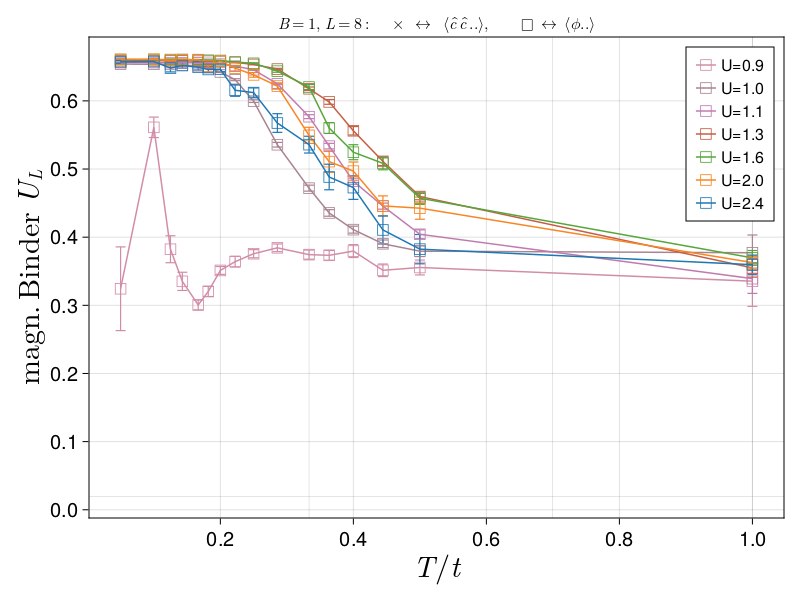 B = 1, L = 8 :    × ↔ ⟨ĉ ĉ ..⟩,    □ ↔ ⟨ϕ..⟩
magn. Binder U_L
0.6
0.5
0.4
0.3
0.2
0.1
0.0
U=0.9
U=1.0
U=1.1
U=1.3
U=1.6
U=2.0
U=2.4
0.2 0.4 0.6 0.8 1.0
T/t